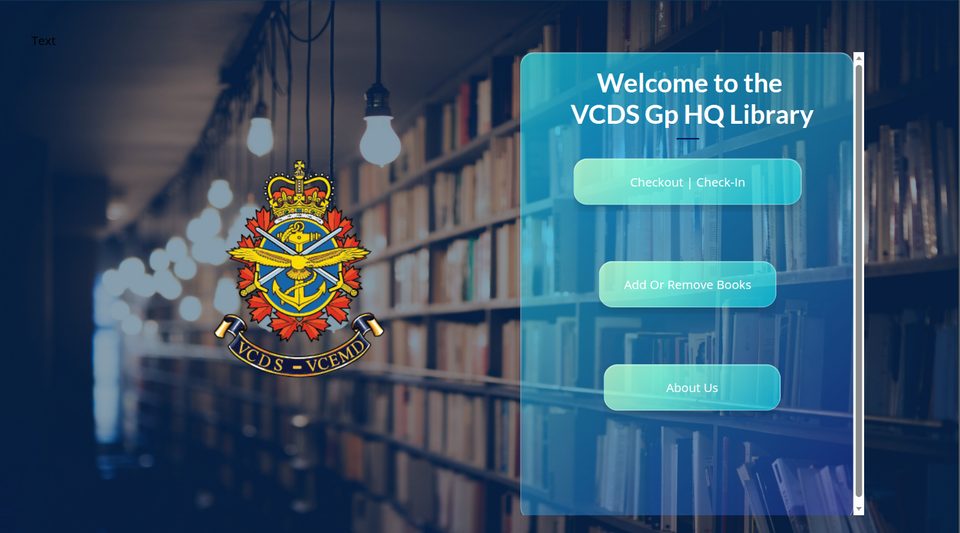 Text
Welcome to the
VCDS Gp HQ Library
Checkout | Check-In
Add Or Remove Books
About Us
VCDS – VCEMD